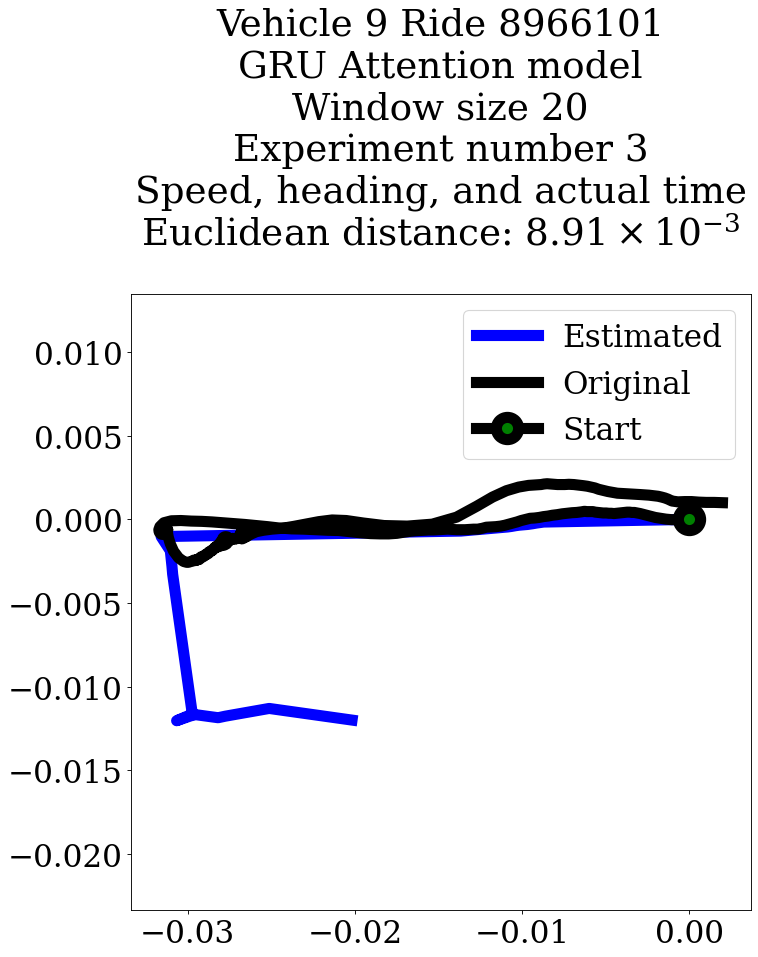 Vehicle 9 Ride 8966101
GRU Attention model
Window size 20
Experiment number 3
Speed, heading, and actual time
Euclidean distance: 8.91 × 10⁻³
Estimated
Original
Start
0.010
0.005
0.000
−0.005
−0.010
−0.015
−0.020
−0.03 −0.02 −0.01 0.00